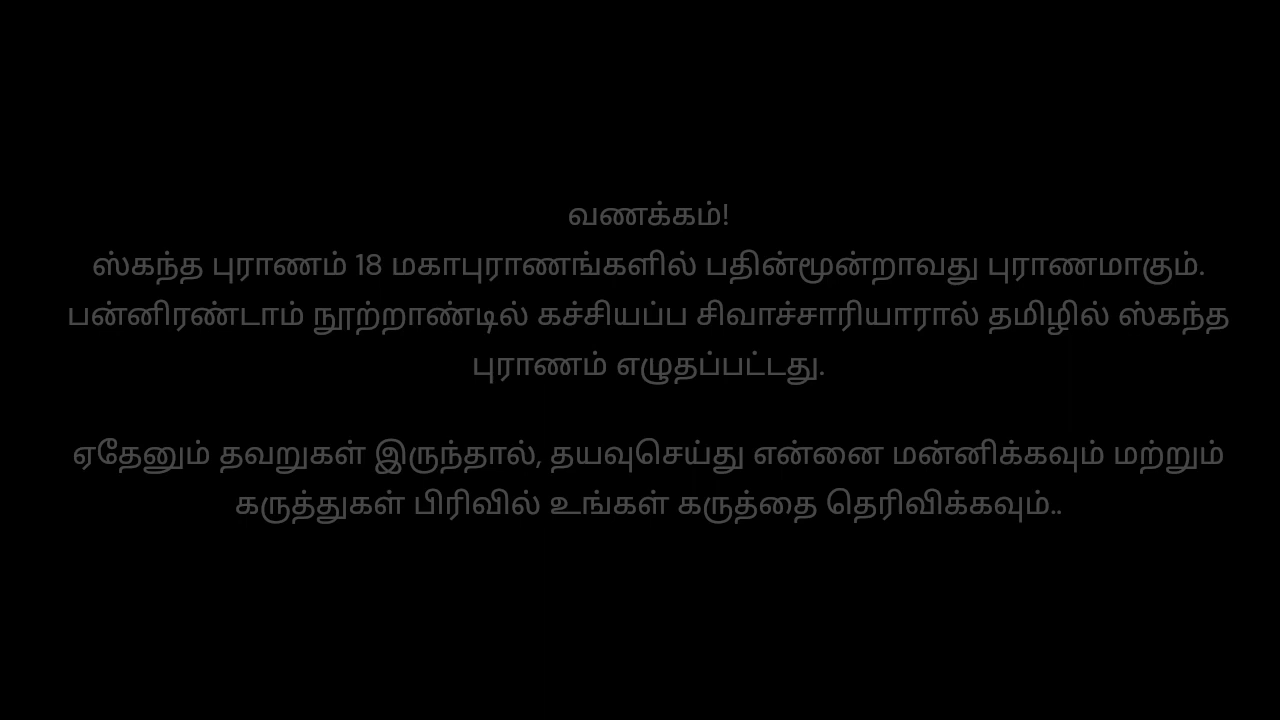 வணக்கம்!
ஸ்கந்த புராணம் 18 மகாபுராணங்களில் பதின்மூன்றாவது புராணமாகும்.
பன்னிரண்டாம் நூற்றாண்டில் கச்சியப்ப சிவாச்சாரியாரால் தமிழில் ஸ்கந்த
புராணம் எழுதப்பட்டது.
ஏதேனும் தவறுகள் இருந்தால், தயவுசெய்து என்னை மன்னிக்கவும் மற்றும்
கருத்துகள் பிரிவில் உங்கள் கருத்தை தெரிவிக்கவும்..